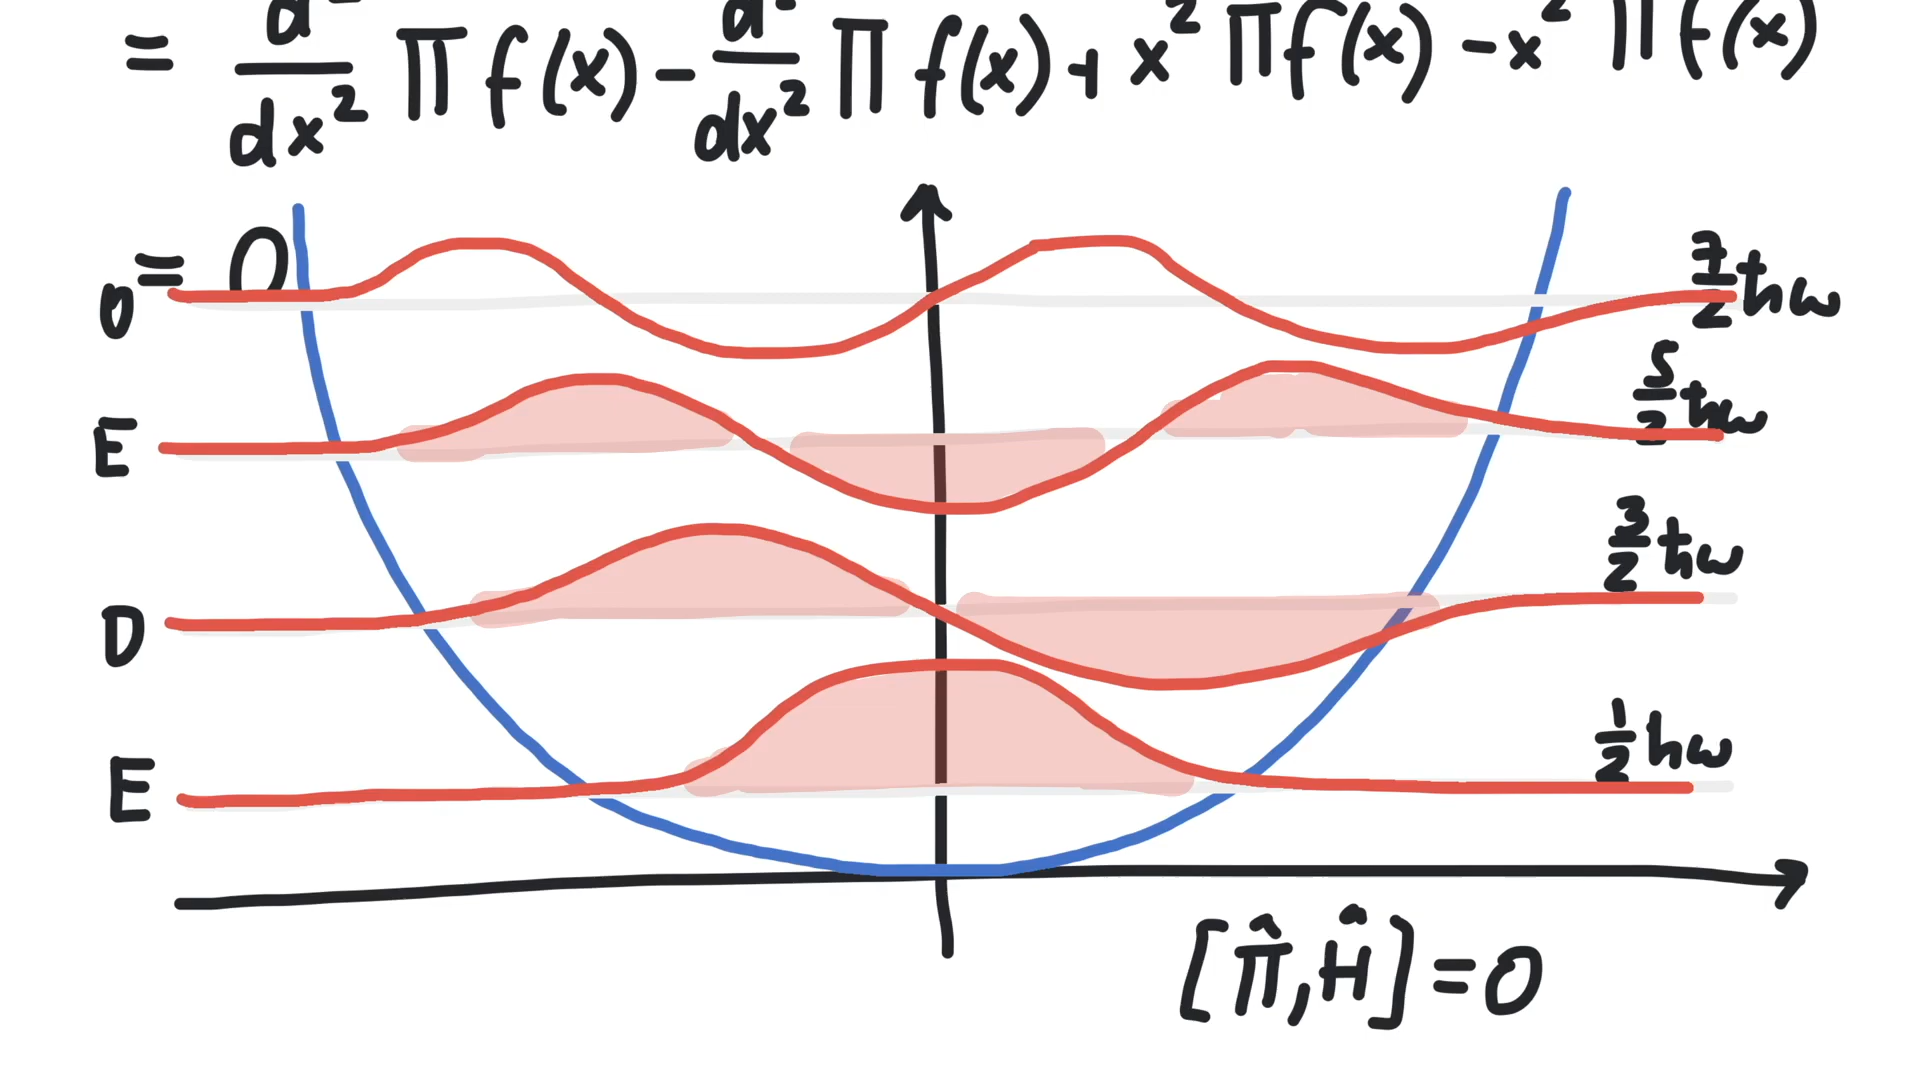 = d²/dx² Π f(x) - d²/dx² Π f(x) + x² Π f(x) - x² Π f(x)
= 0
O 7/2 ħω
E 5/2 ħω
D 3/2 ħω
E 1/2 ħω
[Π̂, Ĥ] = 0